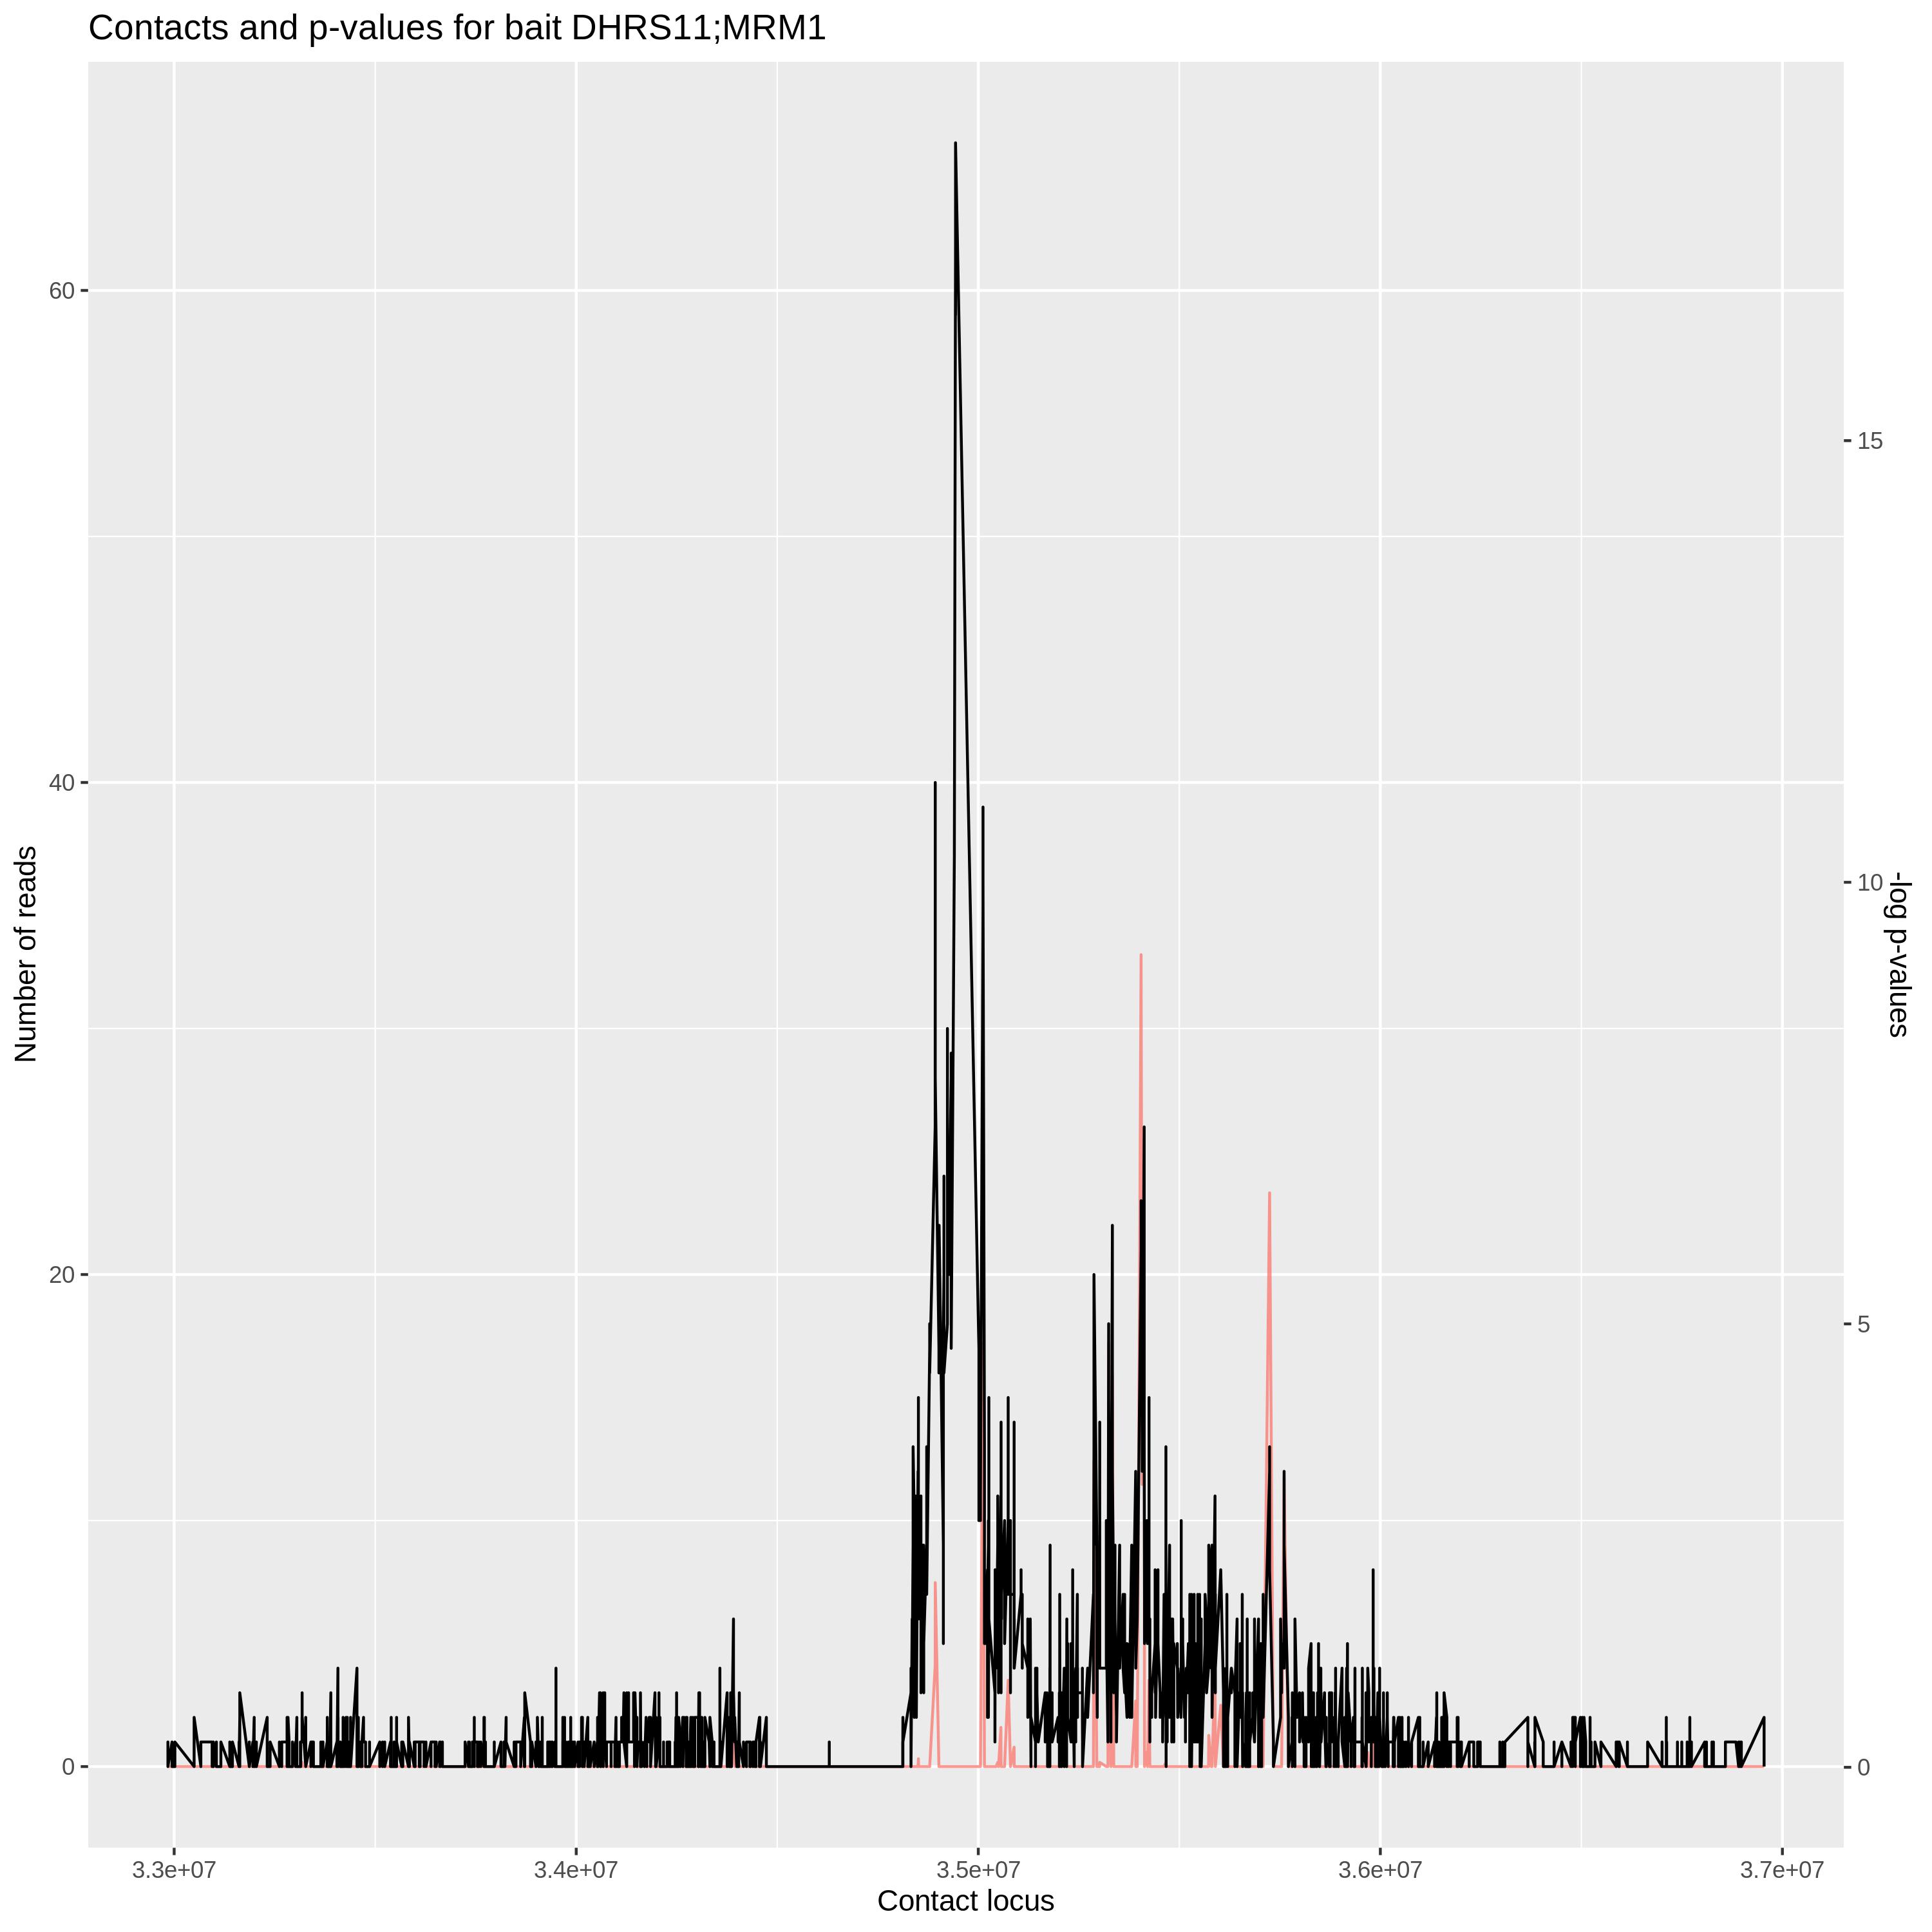 Contacts and p-values for bait DHRS11;MRM1
60
40
20
0
Number of reads
15
10
5
0
-log p-values
3.3e+07
3.4e+07
3.5e+07
3.6e+07
3.7e+07
Contact locus